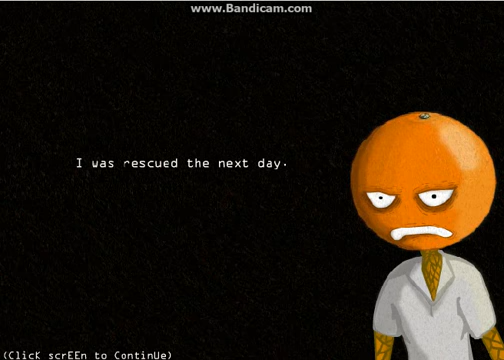 www.Bandicam.com
I was rescued the next day.
(ClicK scrEEn to ContinUe)